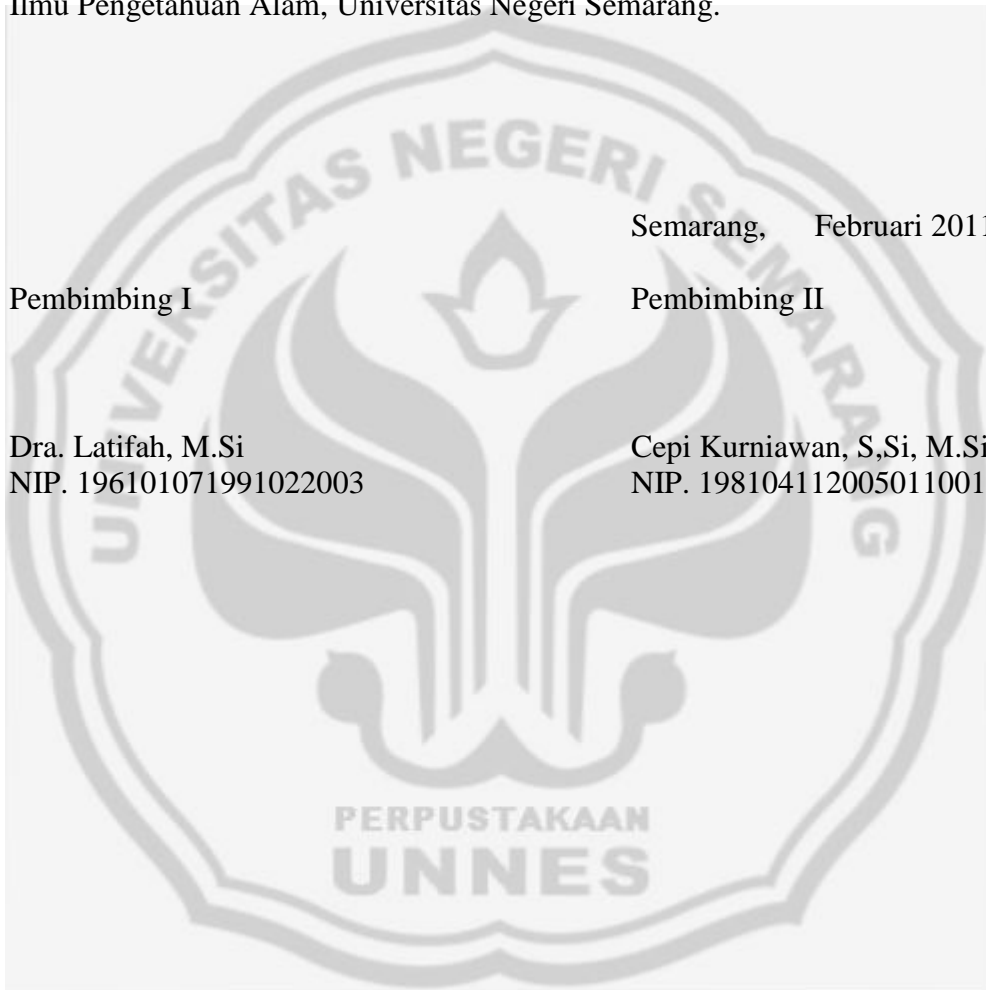 Ilmu Pengetahuan Alam, Universitas Negeri Semarang.
UNIVERSITAS NEGERI SEMARANG
Semarang, Februari 2011
Pembimbing I Pembimbing II
Dra. Latifah, M.Si Cepi Kurniawan, S,Si, M.Si
NIP. 196101071991022003 NIP. 198104112005011001
PERPUSTAKAAN
UNNES